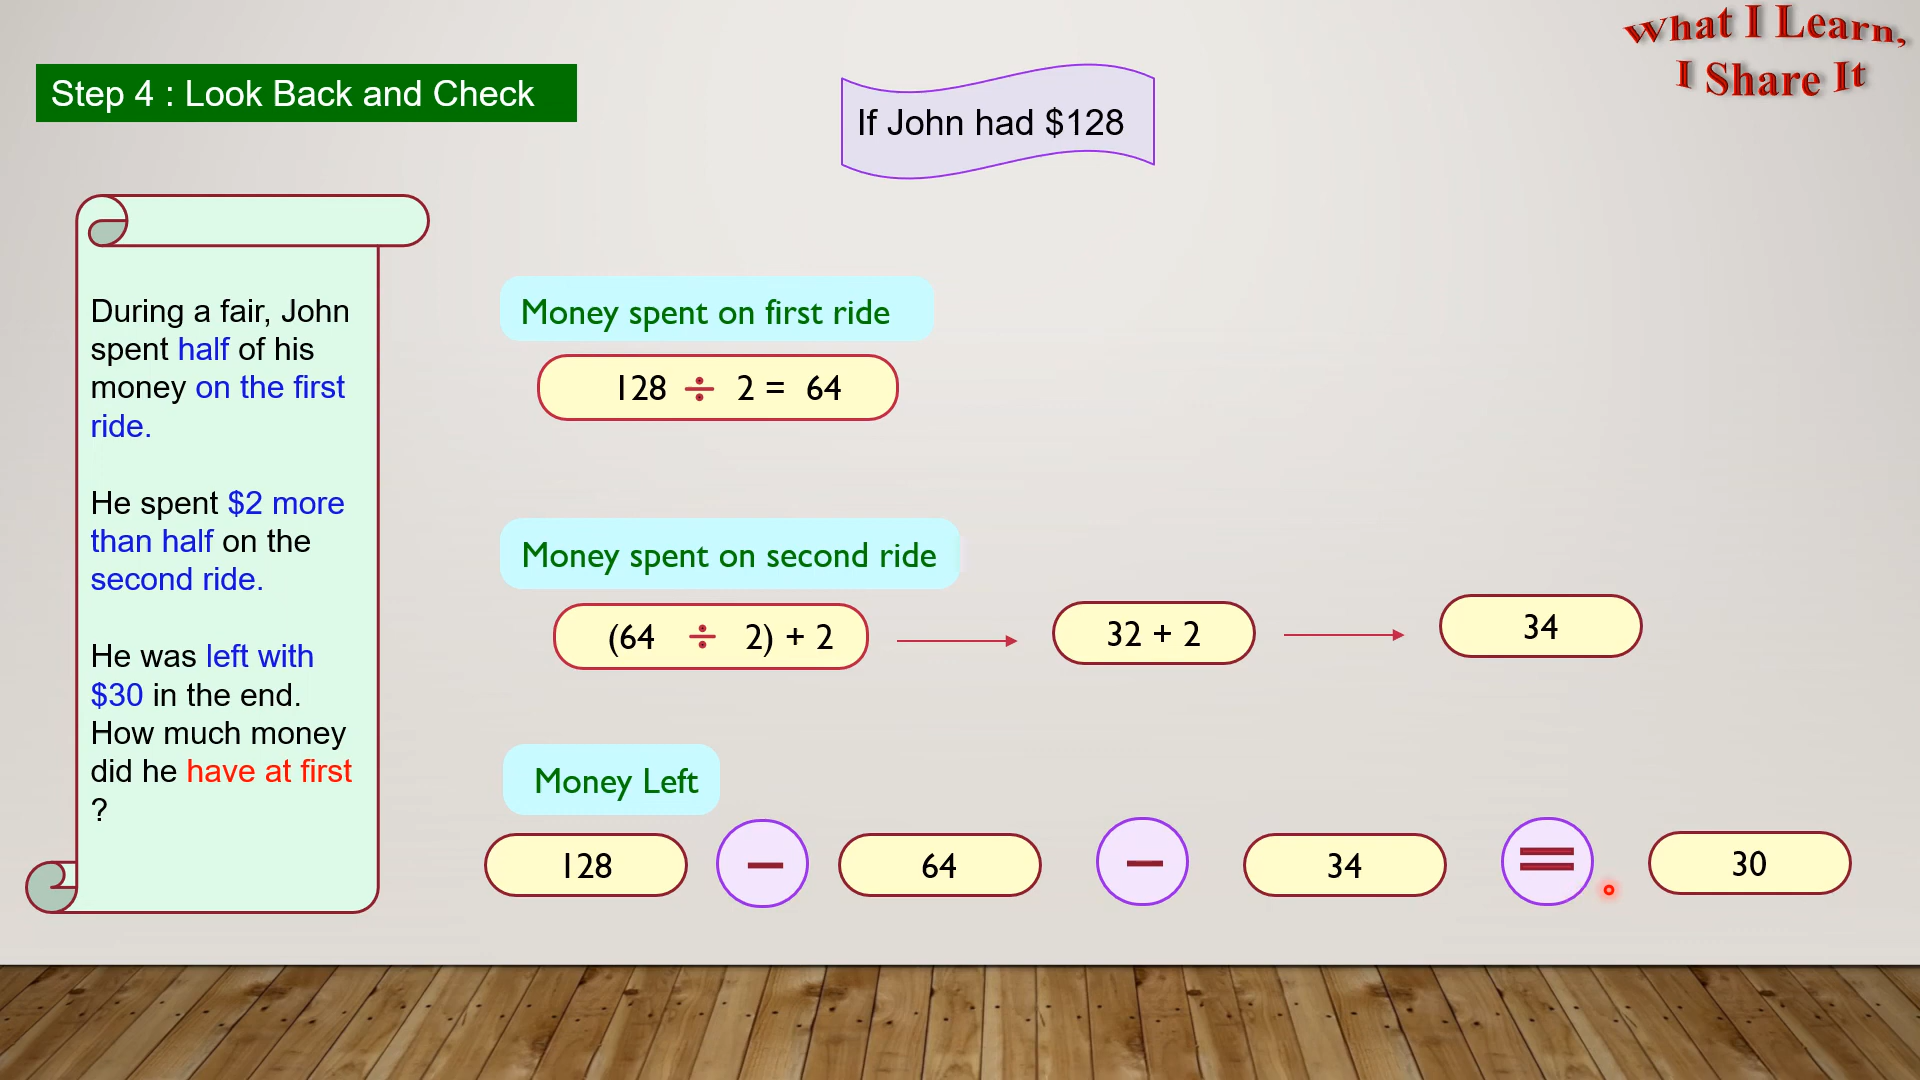 What I Learn,
I Share It
Step 4 : Look Back and Check
If John had $128
During a fair, John
spent half of his
money on the first
ride.
He spent $2 more
than half on the
second ride.
He was left with
$30 in the end.
How much money
did he have at first
?
Money spent on first ride
128 ÷ 2 = 64
Money spent on second ride
(64 ÷ 2) + 2
32 + 2
34
Money Left
128 − 64 − 34 = 30